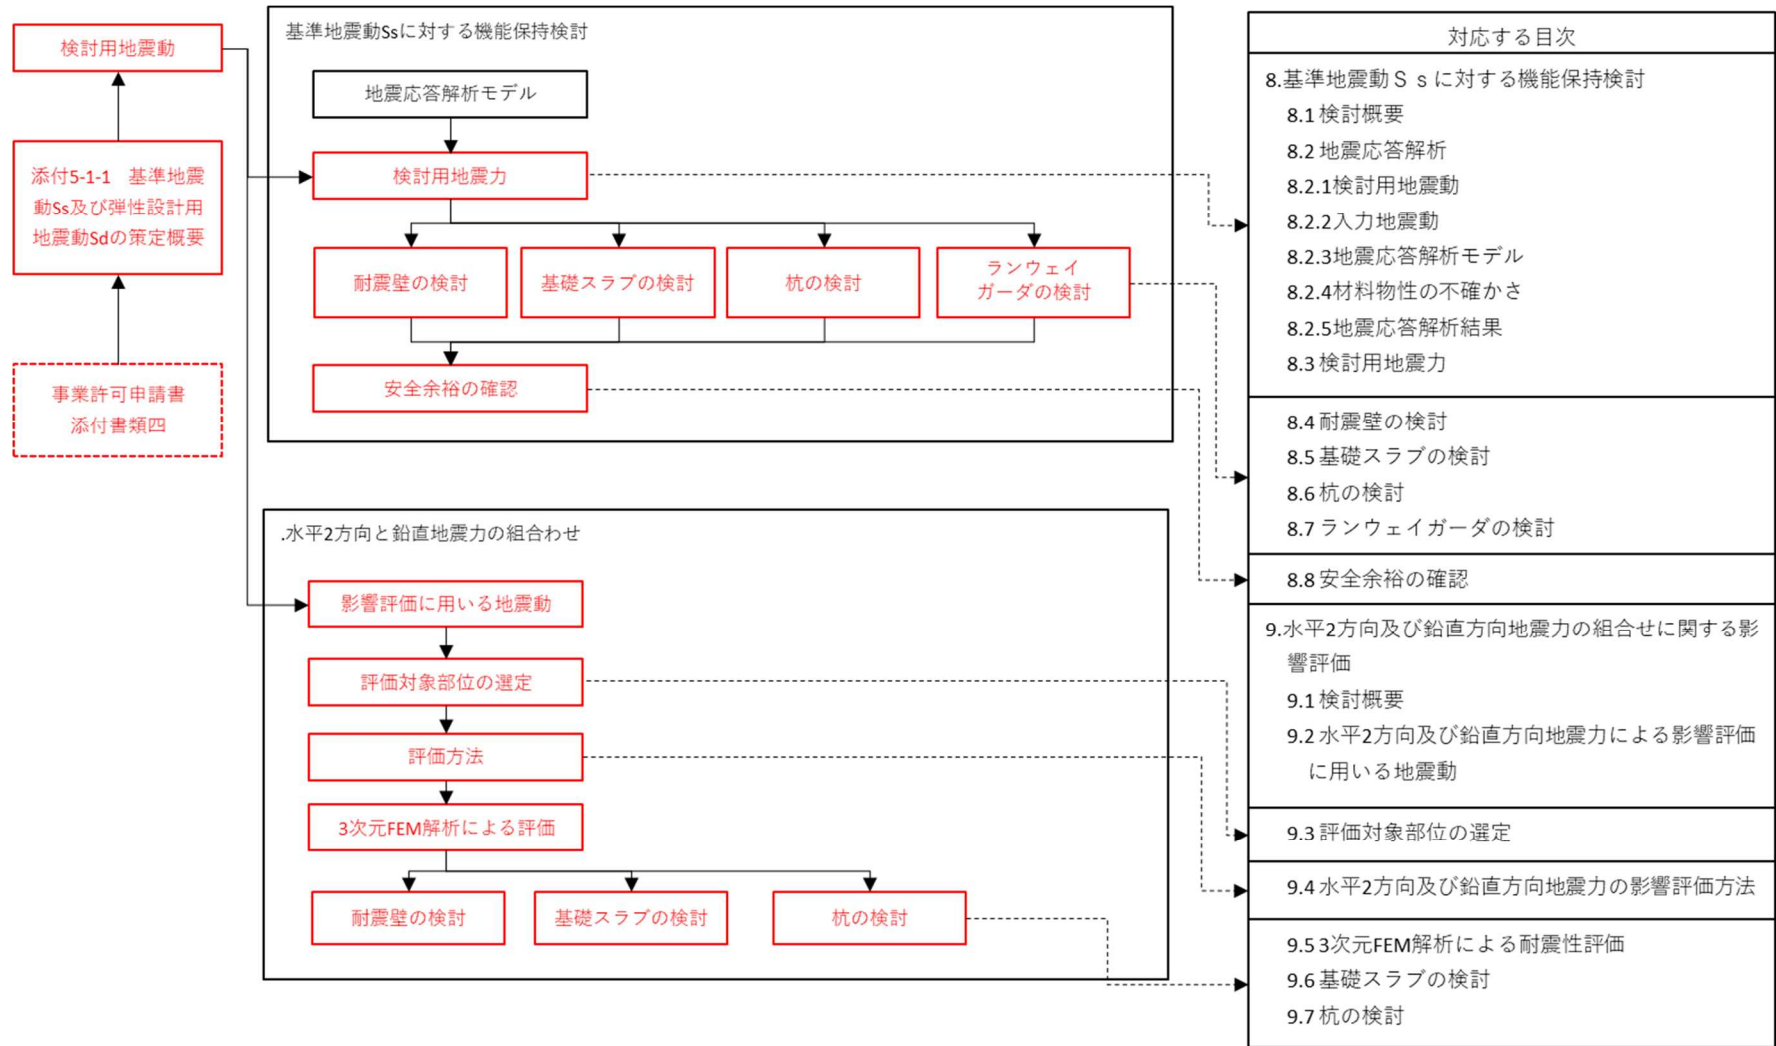 検討用地震動
添付5-1-1　基準地震
動Ss及び弾性設計用
地震動Sdの策定概要
事業許可申請書
添付書類四
基準地震動Ssに対する機能保持検討
地震応答解析モデル
検討用地震力
耐震壁の検討
基礎スラブの検討
杭の検討
ランウェイ
ガーダの検討
安全余裕の確認
.水平2方向と鉛直地震力の組合わせ
影響評価に用いる地震動
評価対象部位の選定
評価方法
3次元FEM解析による評価
耐震壁の検討
基礎スラブの検討
杭の検討
対応する目次
8.基準地震動Ｓｓに対する機能保持検討
8.1 検討概要
8.2 地震応答解析
8.2.1検討用地震動
8.2.2入力地震動
8.2.3地震応答解析モデル
8.2.4材料物性の不確かさ
8.2.5地震応答解析結果
8.3 検討用地震力
8.4 耐震壁の検討
8.5 基礎スラブの検討
8.6 杭の検討
8.7 ランウェイガーダの検討
8.8 安全余裕の確認
9.水平2方向及び鉛直方向地震力の組合せに関する影
響評価
9.1 検討概要
9.2 水平2方向及び鉛直方向地震力による影響評価
に用いる地震動
9.3 評価対象部位の選定
9.4 水平2方向及び鉛直方向地震力の影響評価方法
9.5 3次元FEM解析による耐震性評価
9.6 基礎スラブの検討
9.7 杭の検討